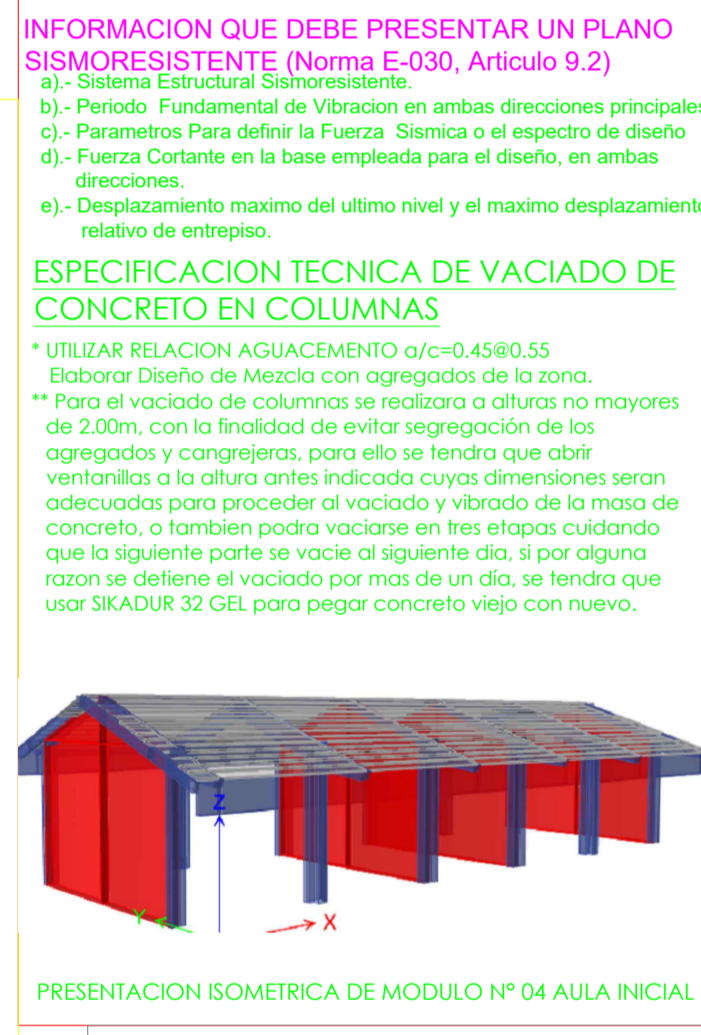 INFORMACION QUE DEBE PRESENTAR UN PLANO
SISMORESISTENTE (Norma E-030, Articulo 9.2)
a).- Sistema Estructural Sismoresistente.
b).- Periodo Fundamental de Vibracion en ambas direcciones principales
c).- Parametros Para definir la Fuerza Sismica o el espectro de diseño
d).- Fuerza Cortante en la base empleada para el diseño, en ambas
direcciones.
e).- Desplazamiento maximo del ultimo nivel y el maximo desplazamiento
relativo de entrepiso.
ESPECIFICACION TECNICA DE VACIADO DE
CONCRETO EN COLUMNAS
* UTILIZAR RELACION AGUACEMENTO a/c=0.45@0.55
Elaborar Diseño de Mezcla con agregados de la zona.
** Para el vaciado de columnas se realizara a alturas no mayores
de 2.00m, con la finalidad de evitar segregación de los
agregados y cangrejeras, para ello se tendra que abrir
ventanillas a la altura antes indicada cuyas dimensiones seran
adecuadas para proceder al vaciado y vibrado de la masa de
concreto, o tambien podra vaciarse en tres etapas cuidando
que la siguiente parte se vacie al siguiente dia, si por alguna
razon se detiene el vaciado por mas de un día, se tendra que
usar SIKADUR 32 GEL para pegar concreto viejo con nuevo.
Z
Y
X
PRESENTACION ISOMETRICA DE MODULO N° 04 AULA INICIAL